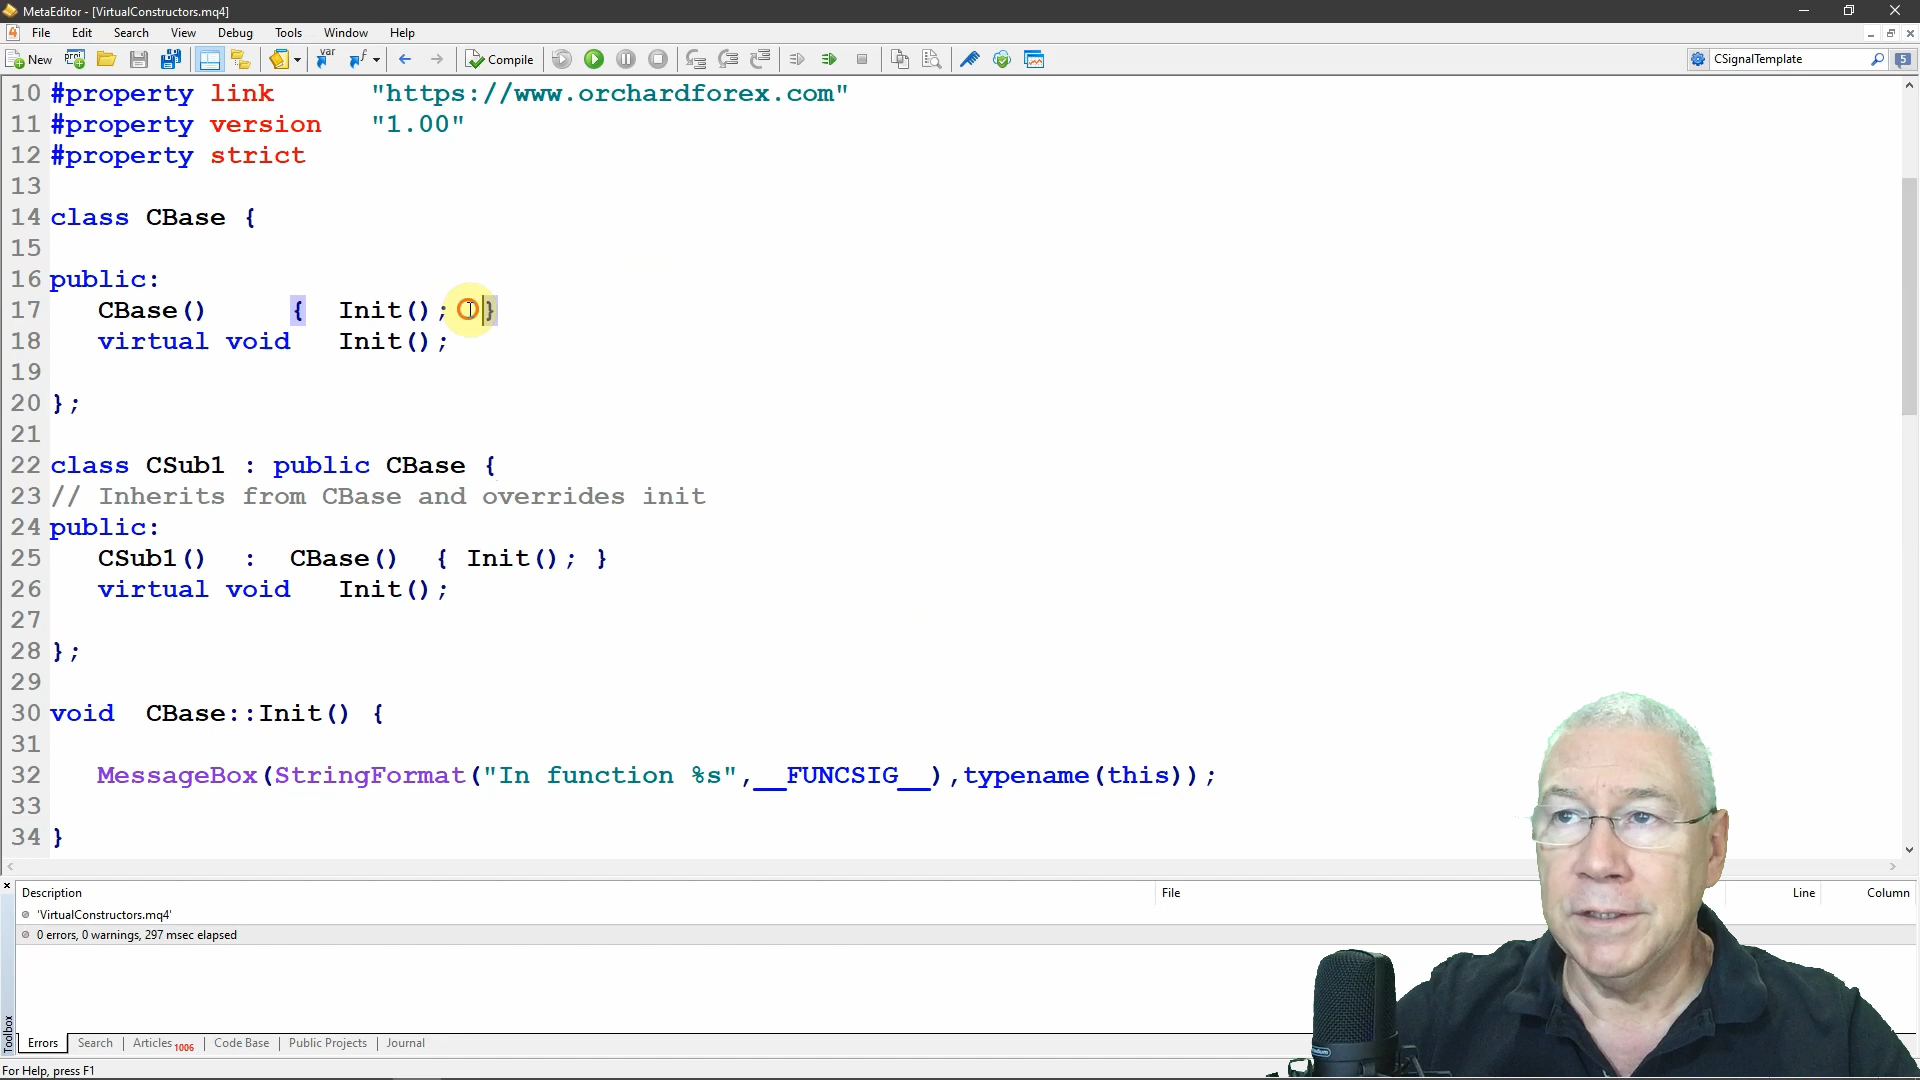 MetaEditor - [VirtualConstructors.mq4]
File Edit Search View Debug Tools Window Help
New Compile CSignalTemplate 5
10 #property link "https://www.orchardforex.com"
11 #property version "1.00"
12 #property strict
13
14 class CBase {
15
16 public:
17 CBase() { Init(); }
18 virtual void Init();
19
20 };
21
22 class CSub1 : public CBase {
23 // Inherits from CBase and overrides init
24 public:
25 CSub1() : CBase() { Init(); }
26 virtual void Init();
27
28 };
29
30 void CBase::Init() {
31
32 MessageBox(StringFormat("In function %s",__FUNCSIG__),typename(this));
33
34 }
Description File Line Column
'VirtualConstructors.mq4'
0 errors, 0 warnings, 297 msec elapsed
Toolbox
Errors Search Articles 1006 Code Base Public Projects Journal
For Help, press F1